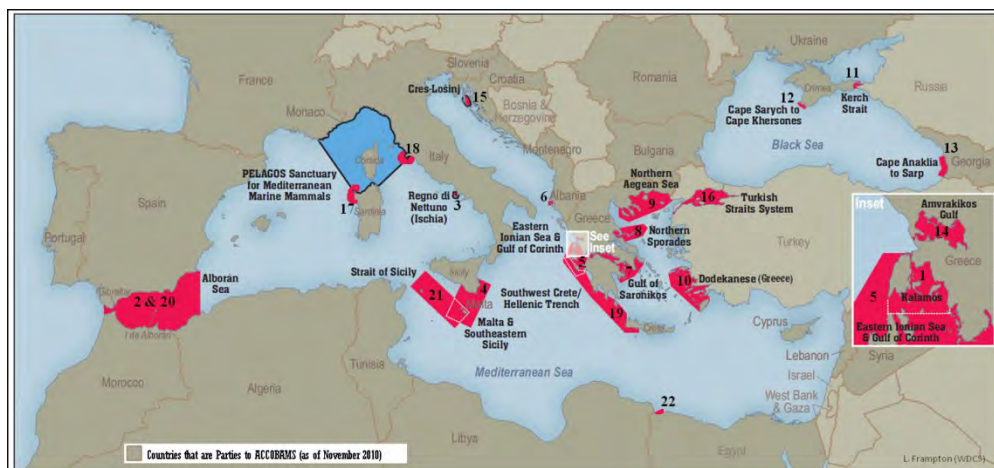 Ukraine
Slovenia
Croatia
France
Romania
Russia
Cres-Lošinj
15
11
12
Crimea
Kerch
Strait
Cape Sarych to
Cape Khersones
Monaco
Bosnia &
Herzegovina
Black Sea
13
Cape Anaklia
to Sarp
Georgia
18
Italy
Montenegro
Bulgaria
PELAGOS Sanctuary
for Mediterranean
Marine Mammals
Corsica
Northern
Aegean Sea
9
16
Turkish
Straits System
Spain
17
Sardinia
Regno di
Nettuno
(Ischia)
3
6
Albania
Greece
8
Northern
Sporades
Portugal
Eastern
Ionian Sea &
Gulf of Corinth
See
Inset
5
7
Turkey
Alborán
Sea
Gibraltar
2 & 20
I de Alborán
Strait of Sicily
Sicily
21
4
Malta
Malta &
Southeastern
Sicily
Southwest Crete/
Hellenic Trench
19
Crete
Gulf of
Saronikos
10
Dodekanese (Greece)
Cyprus
Lebanon
Syria
Israel
West Bank
& Gaza
Morocco
Algeria
Tunisia
Mediterranean Sea
22
Libya
Egypt
Inset
Amvrakikos
Gulf
14
Greece
1
Kalamos
5
Eastern Ionian Sea
& Gulf of Corinth
Countries that are Parties to ACCOBAMS (as of November 2010)
L. Frampton (WDCS)